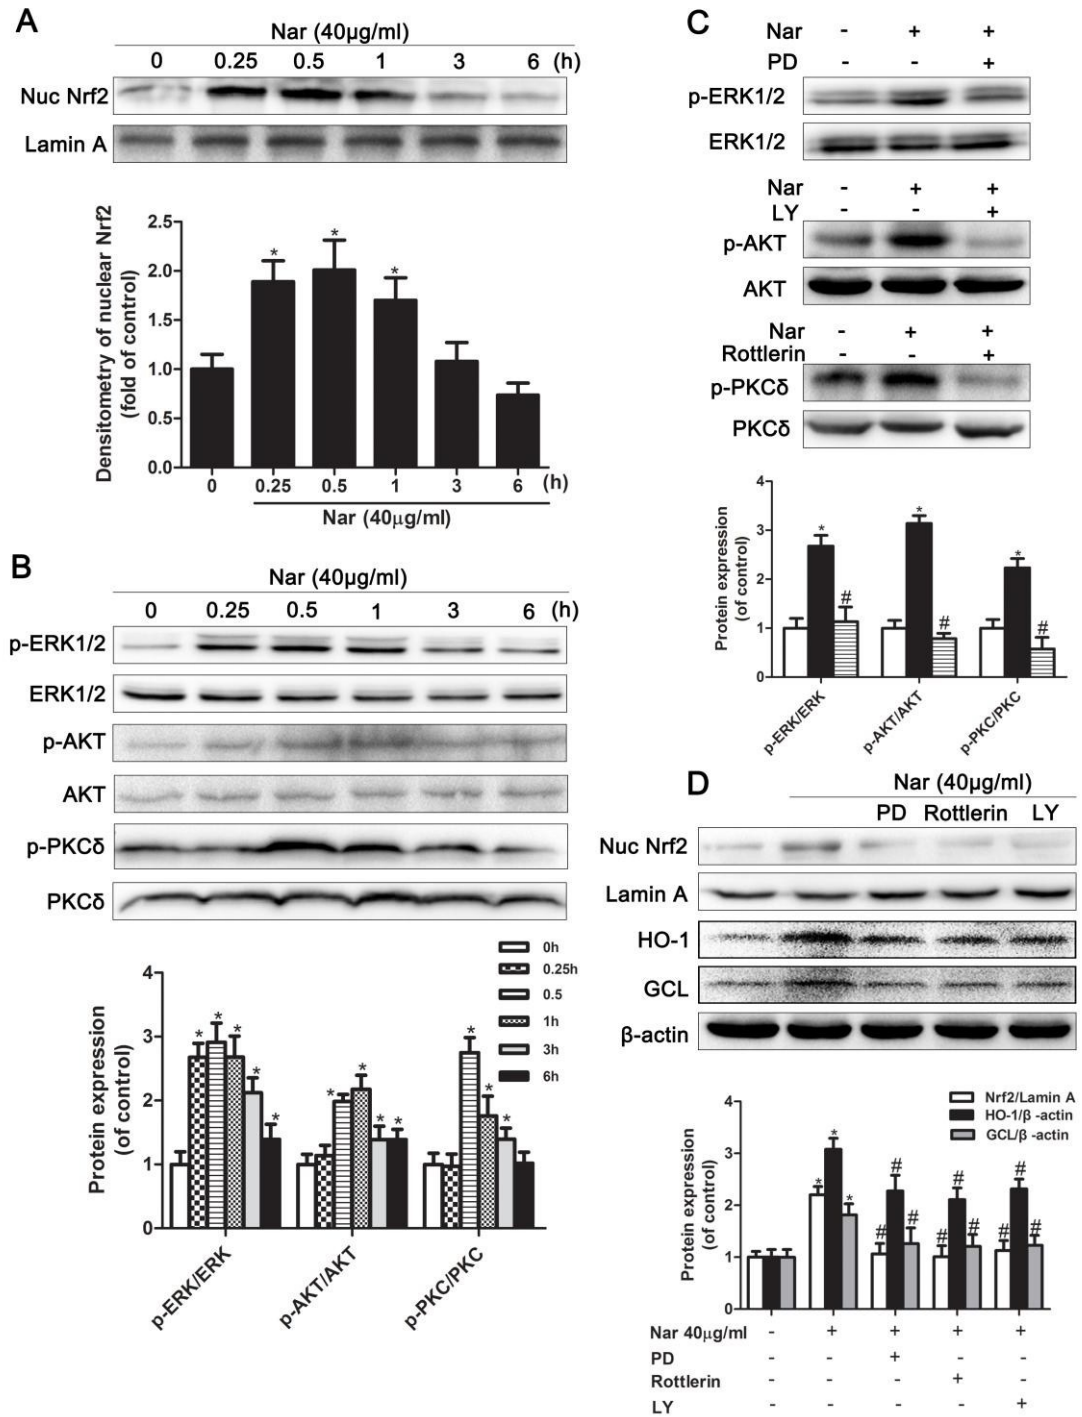 A
Nar (40μg/ml)
0 0.25 0.5 1 3 6 (h)
Nuc Nrf2
Lamin A
Densitometry of nuclear Nrf2
(fold of control)
2.5
2.0
1.5
1.0
0.5
0.0
* * *
0 0.25 0.5 1 3 6 (h)
Nar (40μg/ml)
B
Nar (40μg/ml)
0 0.25 0.5 1 3 6 (h)
p-ERK1/2
ERK1/2
p-AKT
AKT
p-PKCδ
PKCδ
0h
0.25h
0.5
1h
3h
6h
Protein expression
(of control)
4
3
2
1
0
* * * * *
* * * *
* * *
p-ERK/ERK
p-AKT/AKT
p-PKC/PKC
C
Nar - + +
PD - - +
p-ERK1/2
ERK1/2
Nar - + +
LY - - +
p-AKT
AKT
Nar - + +
Rottlerin - - +
p-PKCδ
PKCδ
Protein expression
(of control)
4
3
2
1
0
* # * # * #
p-ERK/ERK
p-AKT/AKT
p-PKC/PKC
D
Nar (40μg/ml)
PD Rottlerin LY
Nuc Nrf2
Lamin A
HO-1
GCL
β-actin
Nrf2/Lamin A
HO-1/β -actin
GCL/β -actin
Protein expression
(of control)
4
3
2
1
0
* * * # # # # # # # # #
Nar 40μg/ml - + + + +
PD - - + - -
Rottlerin - - - + -
LY - - - - +